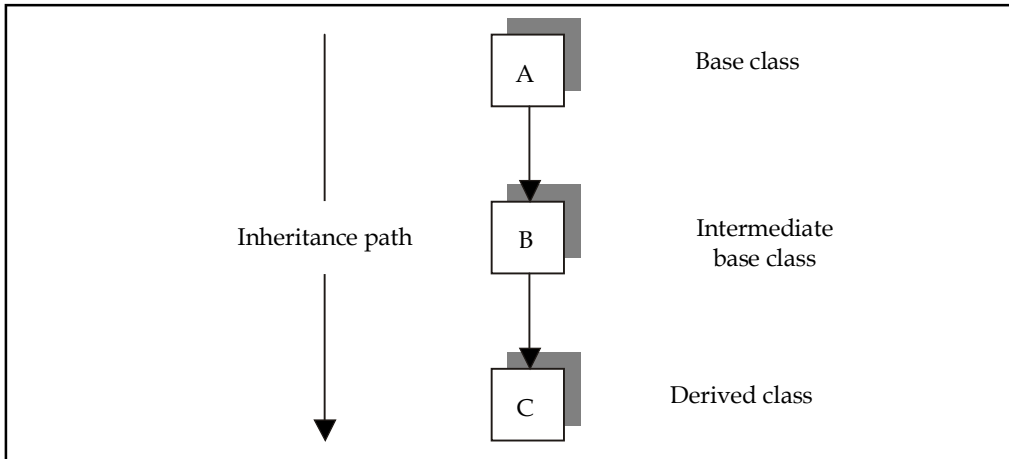 A
Base class
Inheritance path
B
Intermediate
base class
C
Derived class